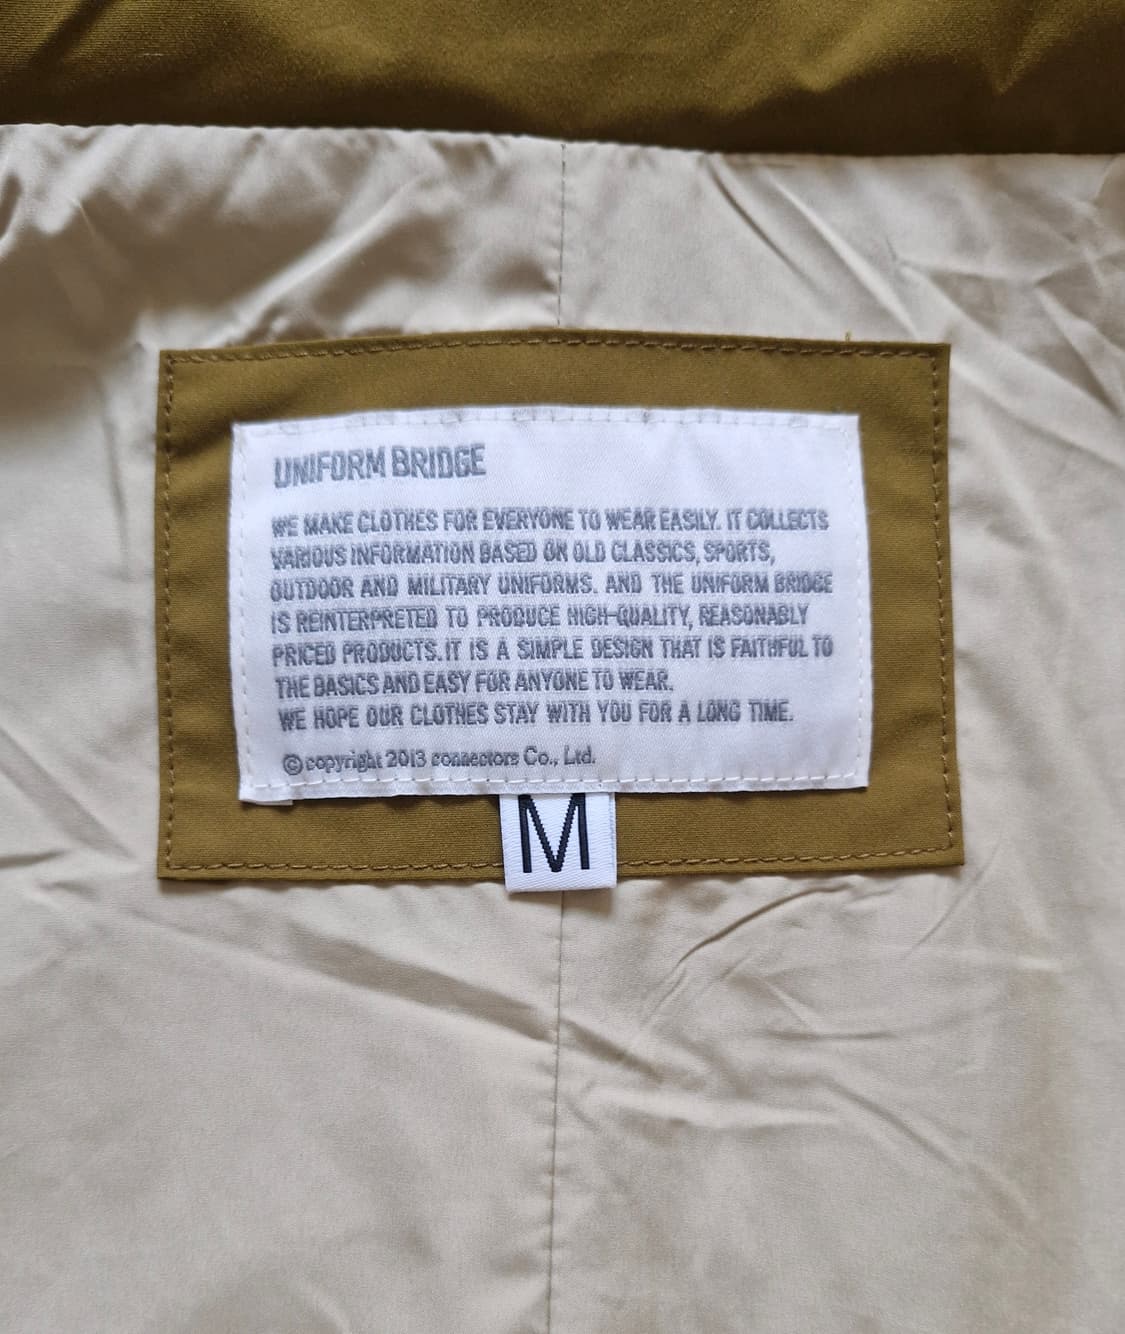 UNIFORM BRIDGE
WE MAKE CLOTHES FOR EVERYONE TO WEAR EASILY. IT COLLECTS
VARIOUS INFORMATION BASED ON OLD CLASSICS, SPORTS,
OUTDOOR AND MILITARY UNIFORMS. AND THE UNIFORM BRIDGE
IS REINTERPRETED TO PRODUCE HIGH-QUALITY, REASONABLY
PRICED PRODUCTS. IT IS A SIMPLE DESIGN THAT IS FAITHFUL TO
THE BASICS AND EASY FOR ANYONE TO WEAR.
WE HOPE OUR CLOTHES STAY WITH YOU FOR A LONG TIME.
© copyright 2013 connectors Co., Ltd.
M